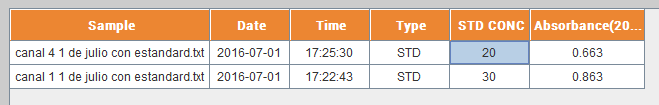 Sample Date Time Type STD CONC Absorbance(20...
canal 4 1 de julio con estandard.txt 2016-07-01 17:25:30 STD 20 0.663
canal 1 1 de julio con estandard.txt 2016-07-01 17:22:43 STD 30 0.863